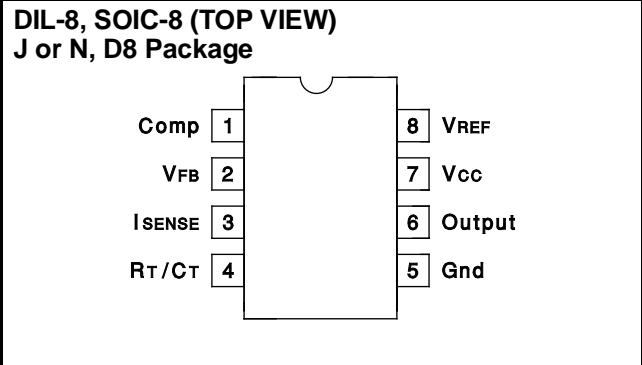 DIL-8, SOIC-8 (TOP VIEW)
J or N, D8 Package
Comp 1 8 VREF
VFB 2 7 VCC
ISENSE 3 6 Output
RT/CT 4 5 Gnd